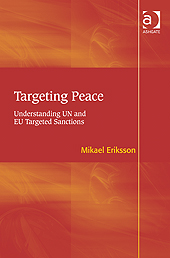 ASHGATE
Targeting Peace
Understanding UN and
EU Targeted Sanctions
Mikael Eriksson